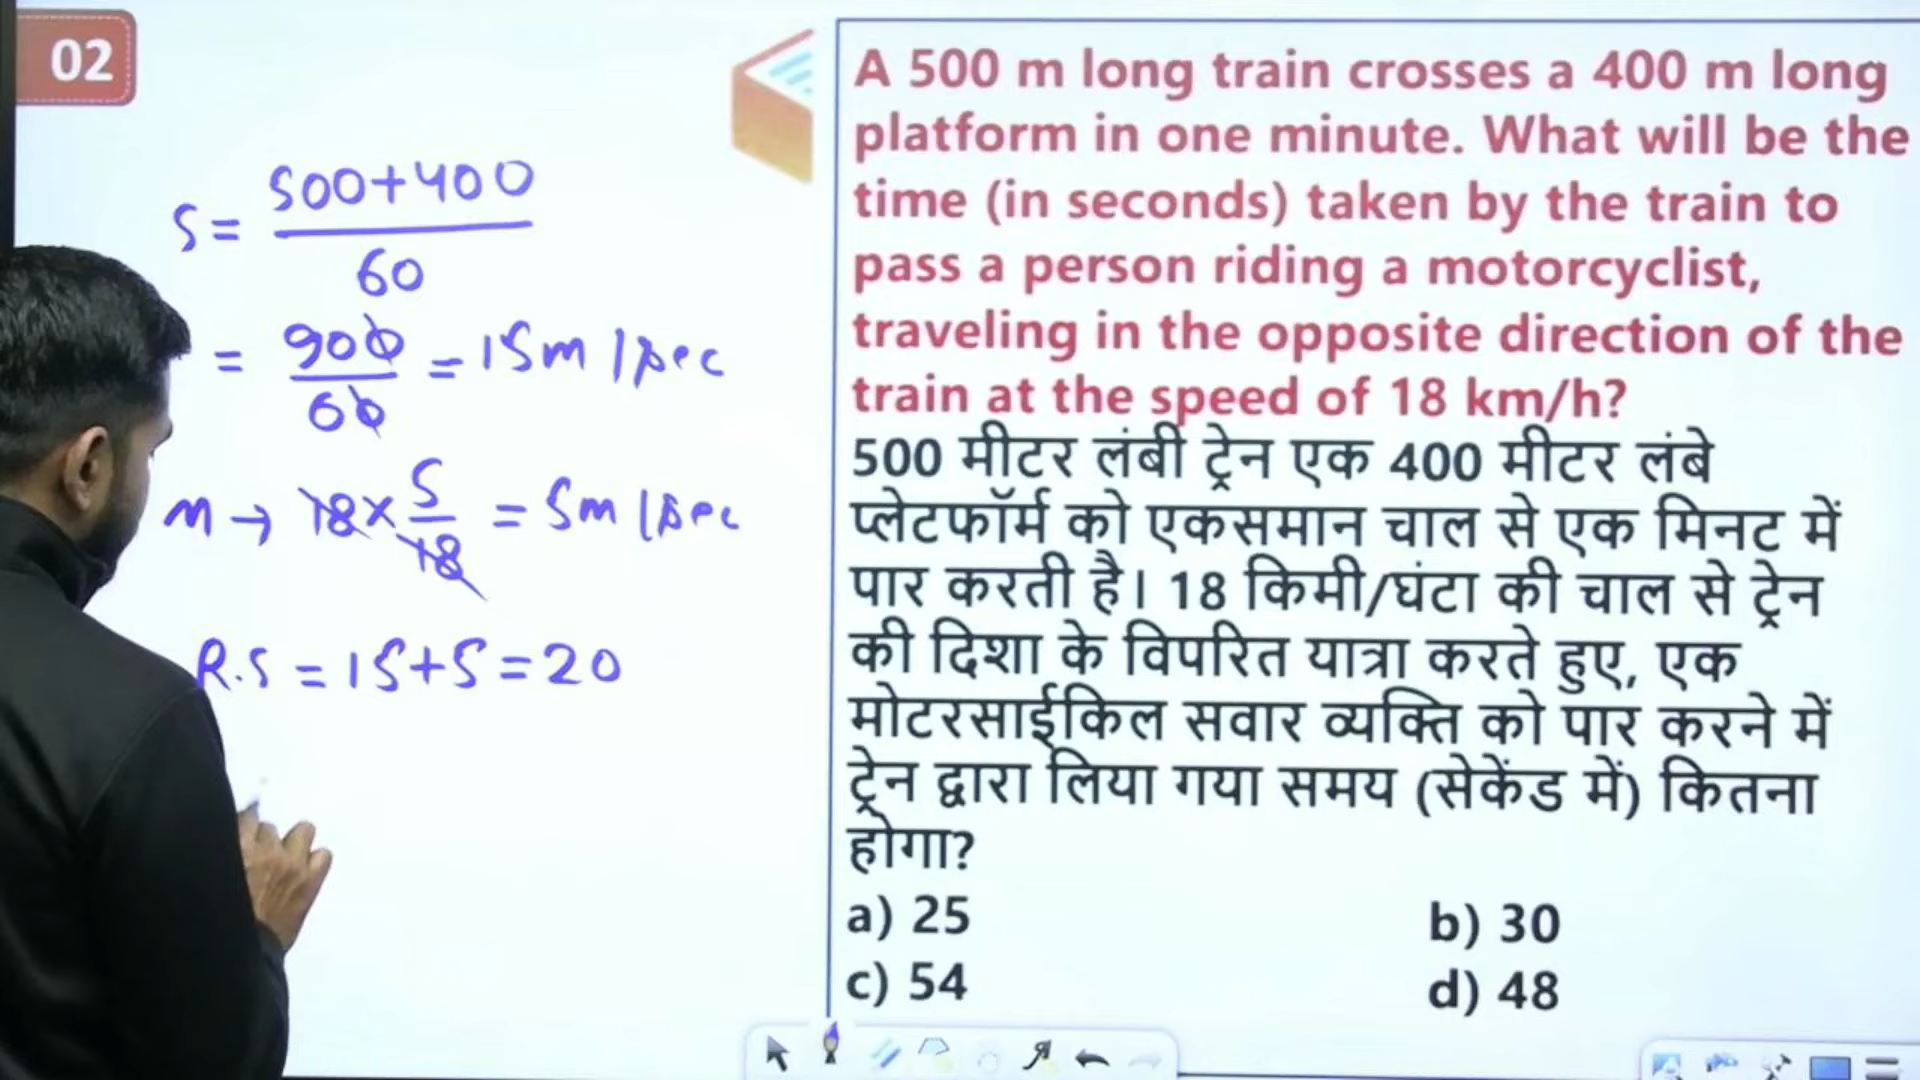 02
S = 500+400
60
= 900 = 15m/sec
60
M → 18 × 5 = 5m/sec
18
R.S = 15+5 = 20
A 500 m long train crosses a 400 m long
platform in one minute. What will be the
time (in seconds) taken by the train to
pass a person riding a motorcyclist,
traveling in the opposite direction of the
train at the speed of 18 km/h?
500 मीटर लंबी ट्रेन एक 400 मीटर लंबे
प्लेटफॉर्म को एकसमान चाल से एक मिनट में
पार करती है। 18 किमी/घंटा की चाल से ट्रेन
की दिशा के विपरित यात्रा करते हुए, एक
मोटरसाईकिल सवार व्यक्ति को पार करने में
ट्रेन द्वारा लिया गया समय (सेकेंड में) कितना
होगा?
a) 25 b) 30
c) 54 d) 48